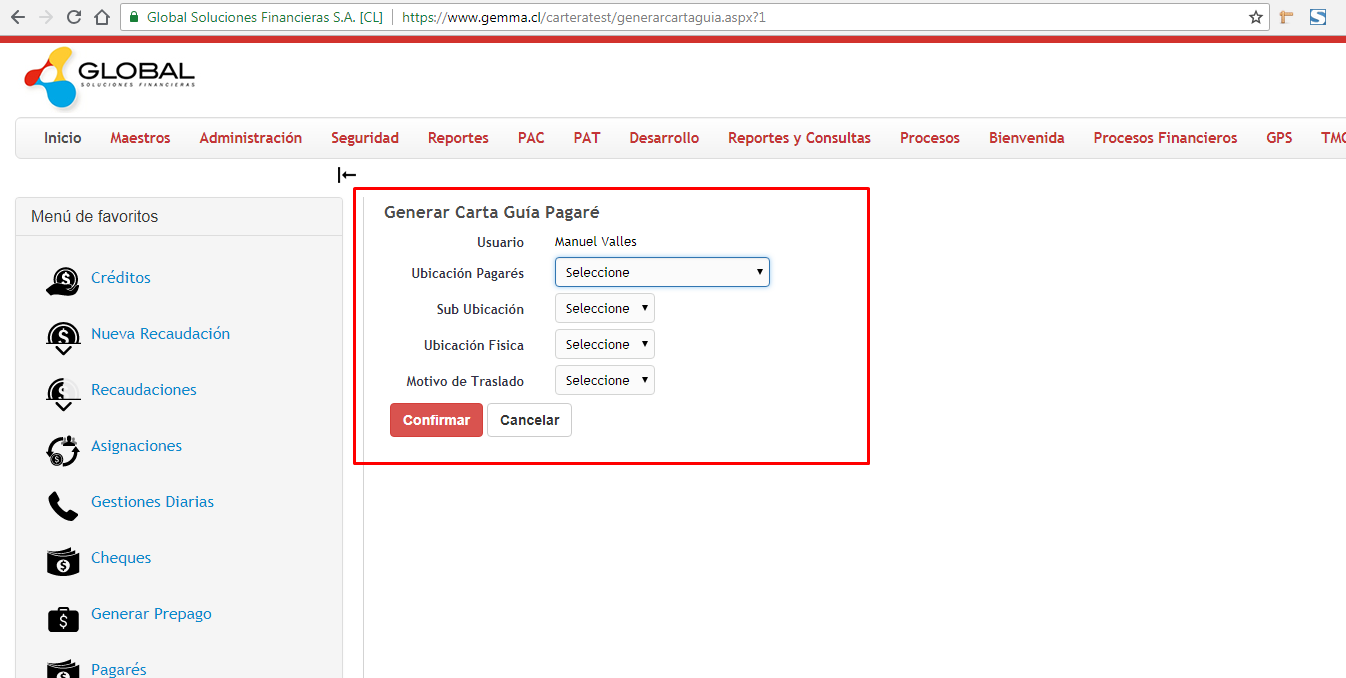 Global Soluciones Financieras S.A. [CL] https://www.gemma.cl/carteratest/generarcartaguia.aspx?1
GLOBAL
SOLUCIONES FINANCIERAS
Inicio Maestros Administración Seguridad Reportes PAC PAT Desarrollo Reportes y Consultas Procesos Bienvenida Procesos Financieros GPS TMC
Menú de favoritos
Créditos
Nueva Recaudación
Recaudaciones
Asignaciones
Gestiones Diarias
Cheques
Generar Prepago
Pagarés
Generar Carta Guía Pagaré
Usuario Manuel Valles
Ubicación Pagarés Seleccione
Sub Ubicación Seleccione
Ubicación Fisica Seleccione
Motivo de Traslado Seleccione
Confirmar Cancelar